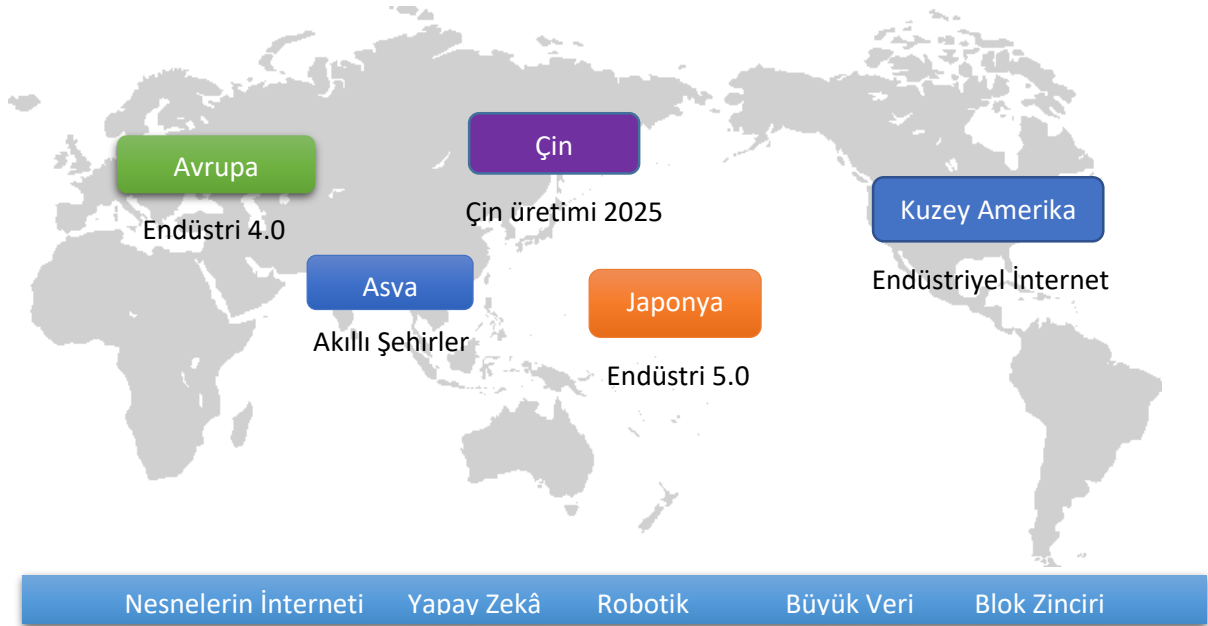 Avrupa
Endüstri 4.0
Çin
Çin üretimi 2025
Kuzey Amerika
Endüstriyel İnternet
Asya
Akıllı Şehirler
Japonya
Endüstri 5.0
Nesnelerin İnterneti Yapay Zekâ Robotik Büyük Veri Blok Zinciri